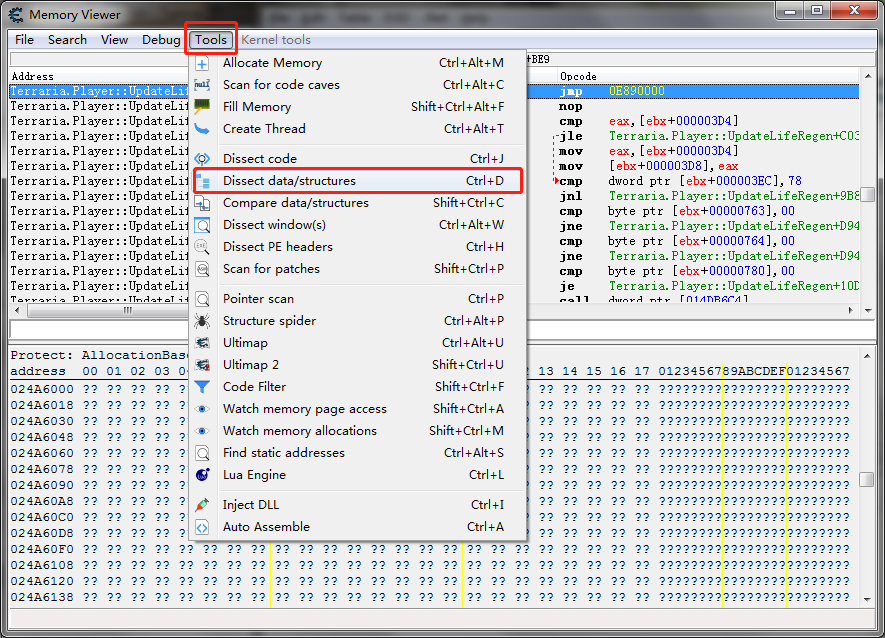 Memory Viewer
File Search View Debug Tools Kernel tools
+BE9
Address Opcode
Terraria.Player::UpdateLif jmp 0E890000
Terraria.Player::UpdateLif nop
Terraria.Player::UpdateLif cmp eax,[ebx+000003D4]
Terraria.Player::UpdateLif jle Terraria.Player::UpdateLifeRegen+C03
Terraria.Player::UpdateLif mov eax,[ebx+000003D4]
Terraria.Player::UpdateLif mov [ebx+000003D8],eax
Terraria.Player::UpdateLif cmp dword ptr [ebx+000003EC],78
Terraria.Player::UpdateLif jnl Terraria.Player::UpdateLifeRegen+9B8
Terraria.Player::UpdateLif cmp byte ptr [ebx+00000763],00
Terraria.Player::UpdateLif jne Terraria.Player::UpdateLifeRegen+D94
Terraria.Player::UpdateLif cmp byte ptr [ebx+00000764],00
Terraria.Player::UpdateLif jne Terraria.Player::UpdateLifeRegen+D94
Terraria.Player::UpdateLif cmp byte ptr [ebx+00000780],00
Terraria.Player::UpdateLif je Terraria.Player::UpdateLifeRegen+10D
Terraria.Player::UpdateLif call dword ptr [014DB6C4]
Allocate Memory Ctrl+Alt+M
Scan for code caves Ctrl+Alt+C
Fill Memory Shift+Ctrl+Alt+F
Create Thread Ctrl+Alt+T
Dissect code Ctrl+J
Dissect data/structures Ctrl+D
Compare data/structures Shift+Ctrl+C
Dissect window(s) Ctrl+Alt+W
Dissect PE headers Ctrl+H
Scan for patches Shift+Ctrl+P
Pointer scan Ctrl+P
Structure spider Ctrl+Alt+P
Ultimap Ctrl+Alt+U
Ultimap 2 Shift+Ctrl+U
Code Filter Shift+Ctrl+F
Watch memory page access Shift+Ctrl+A
Watch memory allocations Shift+Ctrl+M
Find static addresses Ctrl+Alt+S
Lua Engine Ctrl+L
Inject DLL Ctrl+I
Auto Assemble Ctrl+A
Protect: AllocationBas
address 00 01 02 03 13 14 15 16 17 0123456789ABCDEF01234567
024A6000 ?? ?? ?? ?? ?? ?? ?? ?? ?? ????????????????????????
024A6018 ?? ?? ?? ?? ?? ?? ?? ?? ?? ????????????????????????
024A6030 ?? ?? ?? ?? ?? ?? ?? ?? ?? ????????????????????????
024A6048 ?? ?? ?? ?? ?? ?? ?? ?? ?? ????????????????????????
024A6060 ?? ?? ?? ?? ?? ?? ?? ?? ?? ????????????????????????
024A6078 ?? ?? ?? ?? ?? ?? ?? ?? ?? ????????????????????????
024A6090 ?? ?? ?? ?? ?? ?? ?? ?? ?? ????????????????????????
024A60A8 ?? ?? ?? ?? ?? ?? ?? ?? ?? ????????????????????????
024A60C0 ?? ?? ?? ?? ?? ?? ?? ?? ?? ????????????????????????
024A60D8 ?? ?? ?? ?? ?? ?? ?? ?? ?? ????????????????????????
024A60F0 ?? ?? ?? ?? ?? ?? ?? ?? ?? ?? ?? ?? ?? ?? ?? ?? ?? ?? ?? ?? ?? ?? ?? ?? ????????????????????????
024A6108 ?? ?? ?? ?? ?? ?? ?? ?? ?? ?? ?? ?? ?? ?? ?? ?? ?? ?? ?? ?? ?? ?? ?? ?? ????????????????????????
024A6120 ?? ?? ?? ?? ?? ?? ?? ?? ?? ?? ?? ?? ?? ?? ?? ?? ?? ?? ?? ?? ?? ?? ?? ?? ????????????????????????
024A6138 ?? ?? ?? ?? ?? ?? ?? ?? ?? ?? ?? ?? ?? ?? ?? ?? ?? ?? ?? ?? ?? ?? ?? ?? ????????????????????????